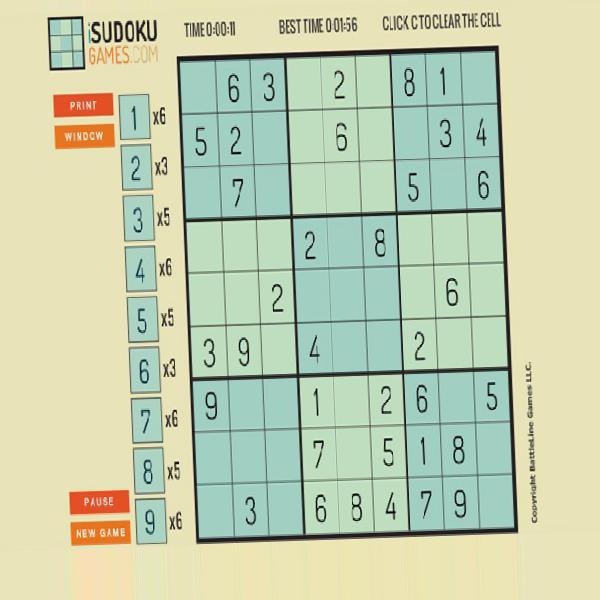 iSUDOKU
GAMES.COM
TIME 0:00:11 BEST TIME 0:01:56 CLICK C TO CLEAR THE CELL
PRINT
WINDOW
1 x6
2 x3
3 x5
4 x6
5 x5
6 x3
7 x6
8 x5
9 x6
PAUSE
NEW GAME
6 3 2 8 1
5 2 6 3 4
7 5 6
2 8
2 6
3 9 4 2
9 1 2 6 5
7 5 1 8
3 6 8 4 7 9
Copyright BattleLine Games LLC.